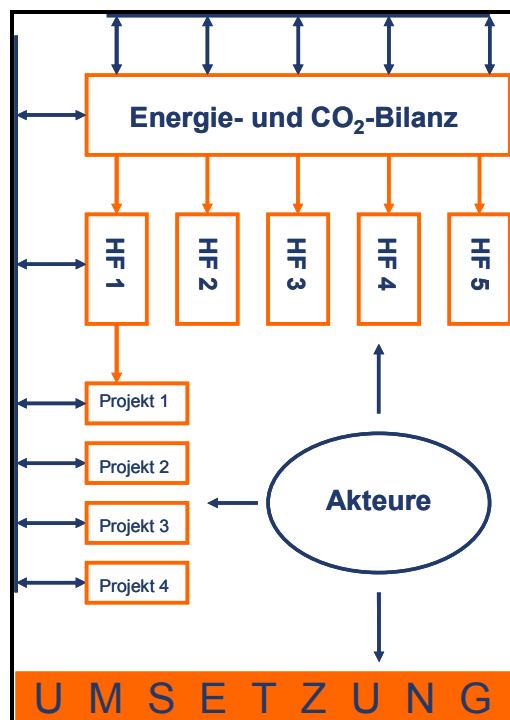 Energie- und CO₂-Bilanz
HF 1
HF 2
HF 3
HF 4
HF 5
Projekt 1
Projekt 2
Projekt 3
Projekt 4
Akteure
U M S E T Z U N G